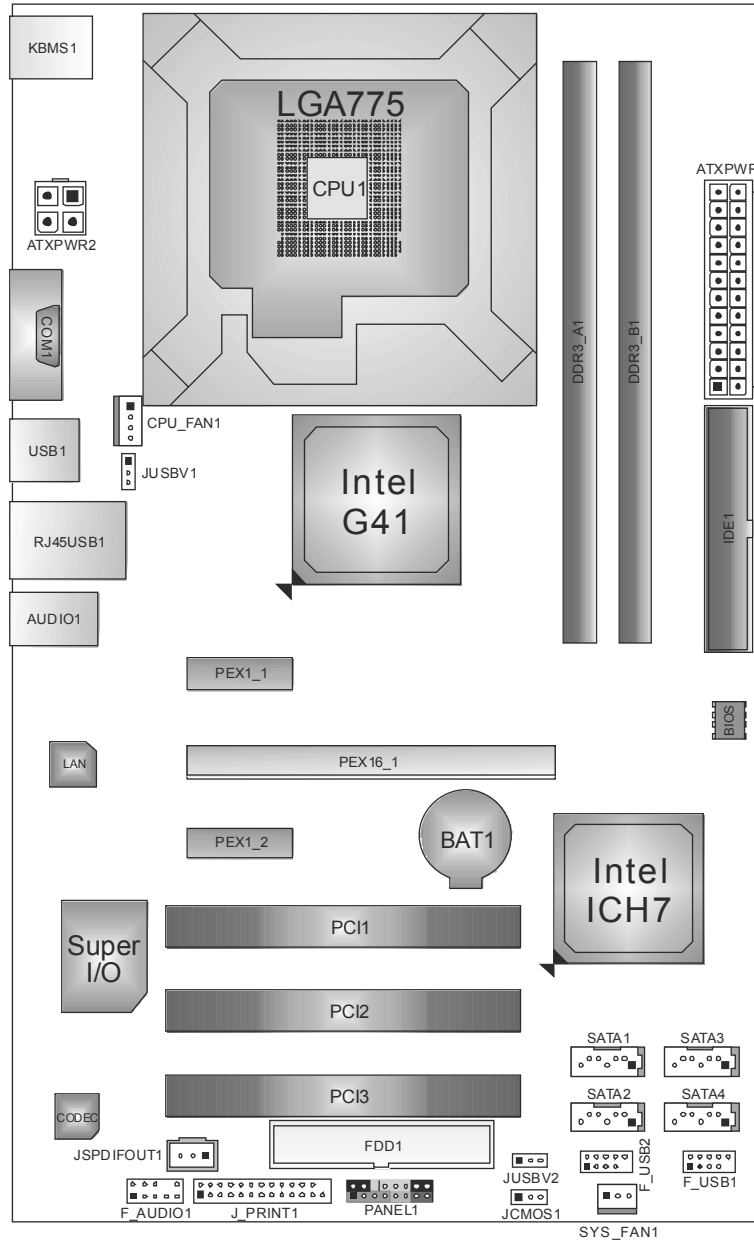 KBMS1
LGA775
CPU1
ATXPWR
ATXPWR2
COM1
DDR3_A1
DDR3_B1
CPU_FAN1
USB1
JUSBV1
Intel
G41
IDE1
RJ45USB1
AUDIO1
PEX1_1
BIOS
LAN
PEX16_1
PEX1_2
BAT1
Intel
ICH7
Super
I/O
PCI1
PCI2
SATA1
SATA3
PCI3
SATA2
SATA4
CODEC
JSPDIFOUT1
FDD1
F_USB2
JUSBV2
F_USB1
F_AUDIO1
J_PRINT1
PANEL1
JCMOS1
SYS_FAN1